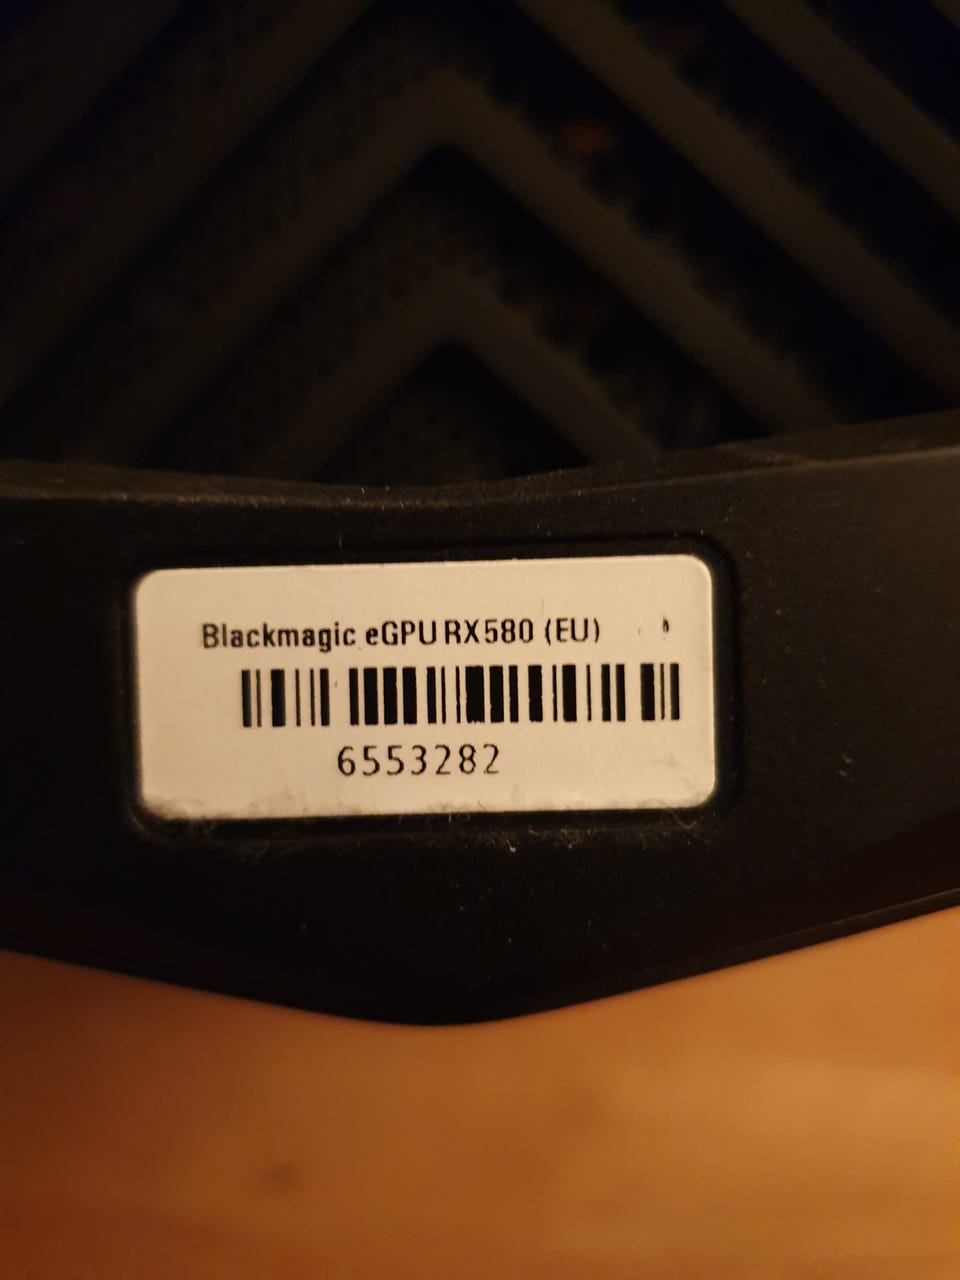 Blackmagic eGPU RX580 (EU)
6553282